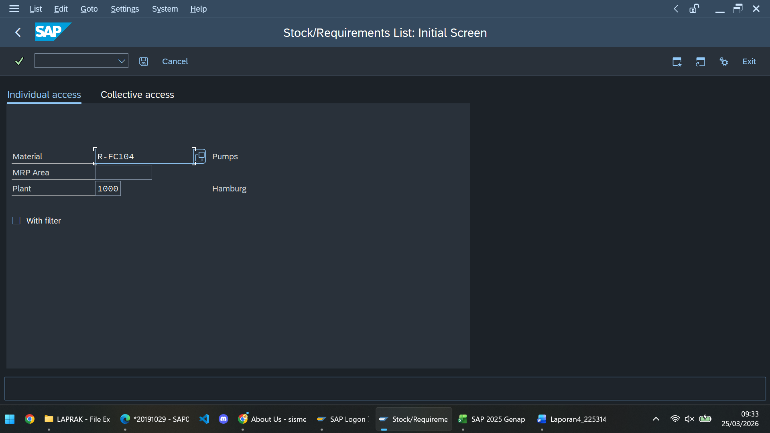 List Edit Goto Settings System Help
SAP Stock/Requirements List: Initial Screen
Cancel Exit
Individual access Collective access
Material R-FC104 Pumps
MRP Area
Plant 1000 Hamburg
With filter
LAPRAK - File Ex *20191029 - SAP0 About Us - sisme SAP Logon Stock/Requireme SAP 2025 Genap Laporan4_225314 09:33
25/03/2026